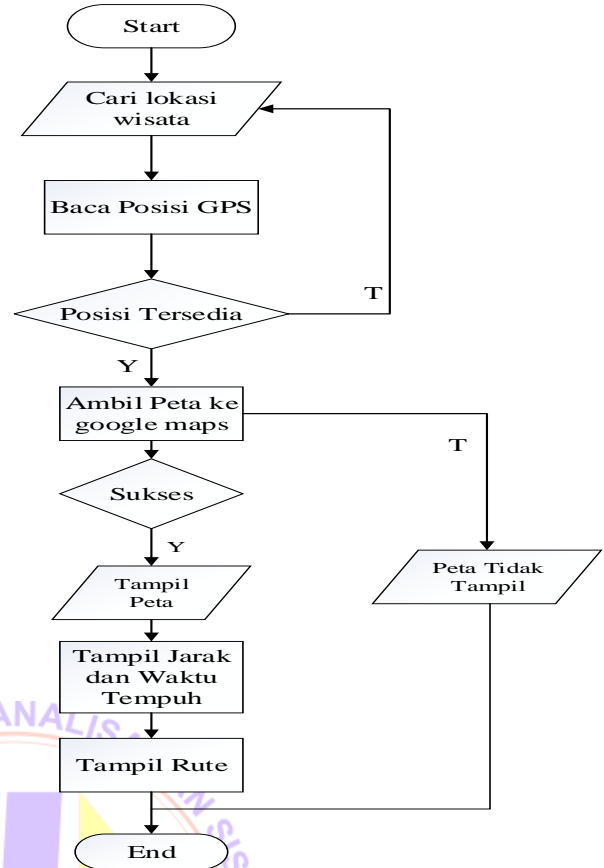 Start
Cari lokasi
wisata
Baca Posisi GPS
T
Posisi Tersedia
Y
Ambil Peta ke
google maps
T
Sukses
Y
Tampil
Peta
Peta Tidak
Tampil
Tampil Jarak
dan Waktu
Tempuh
Tampil Rute
End